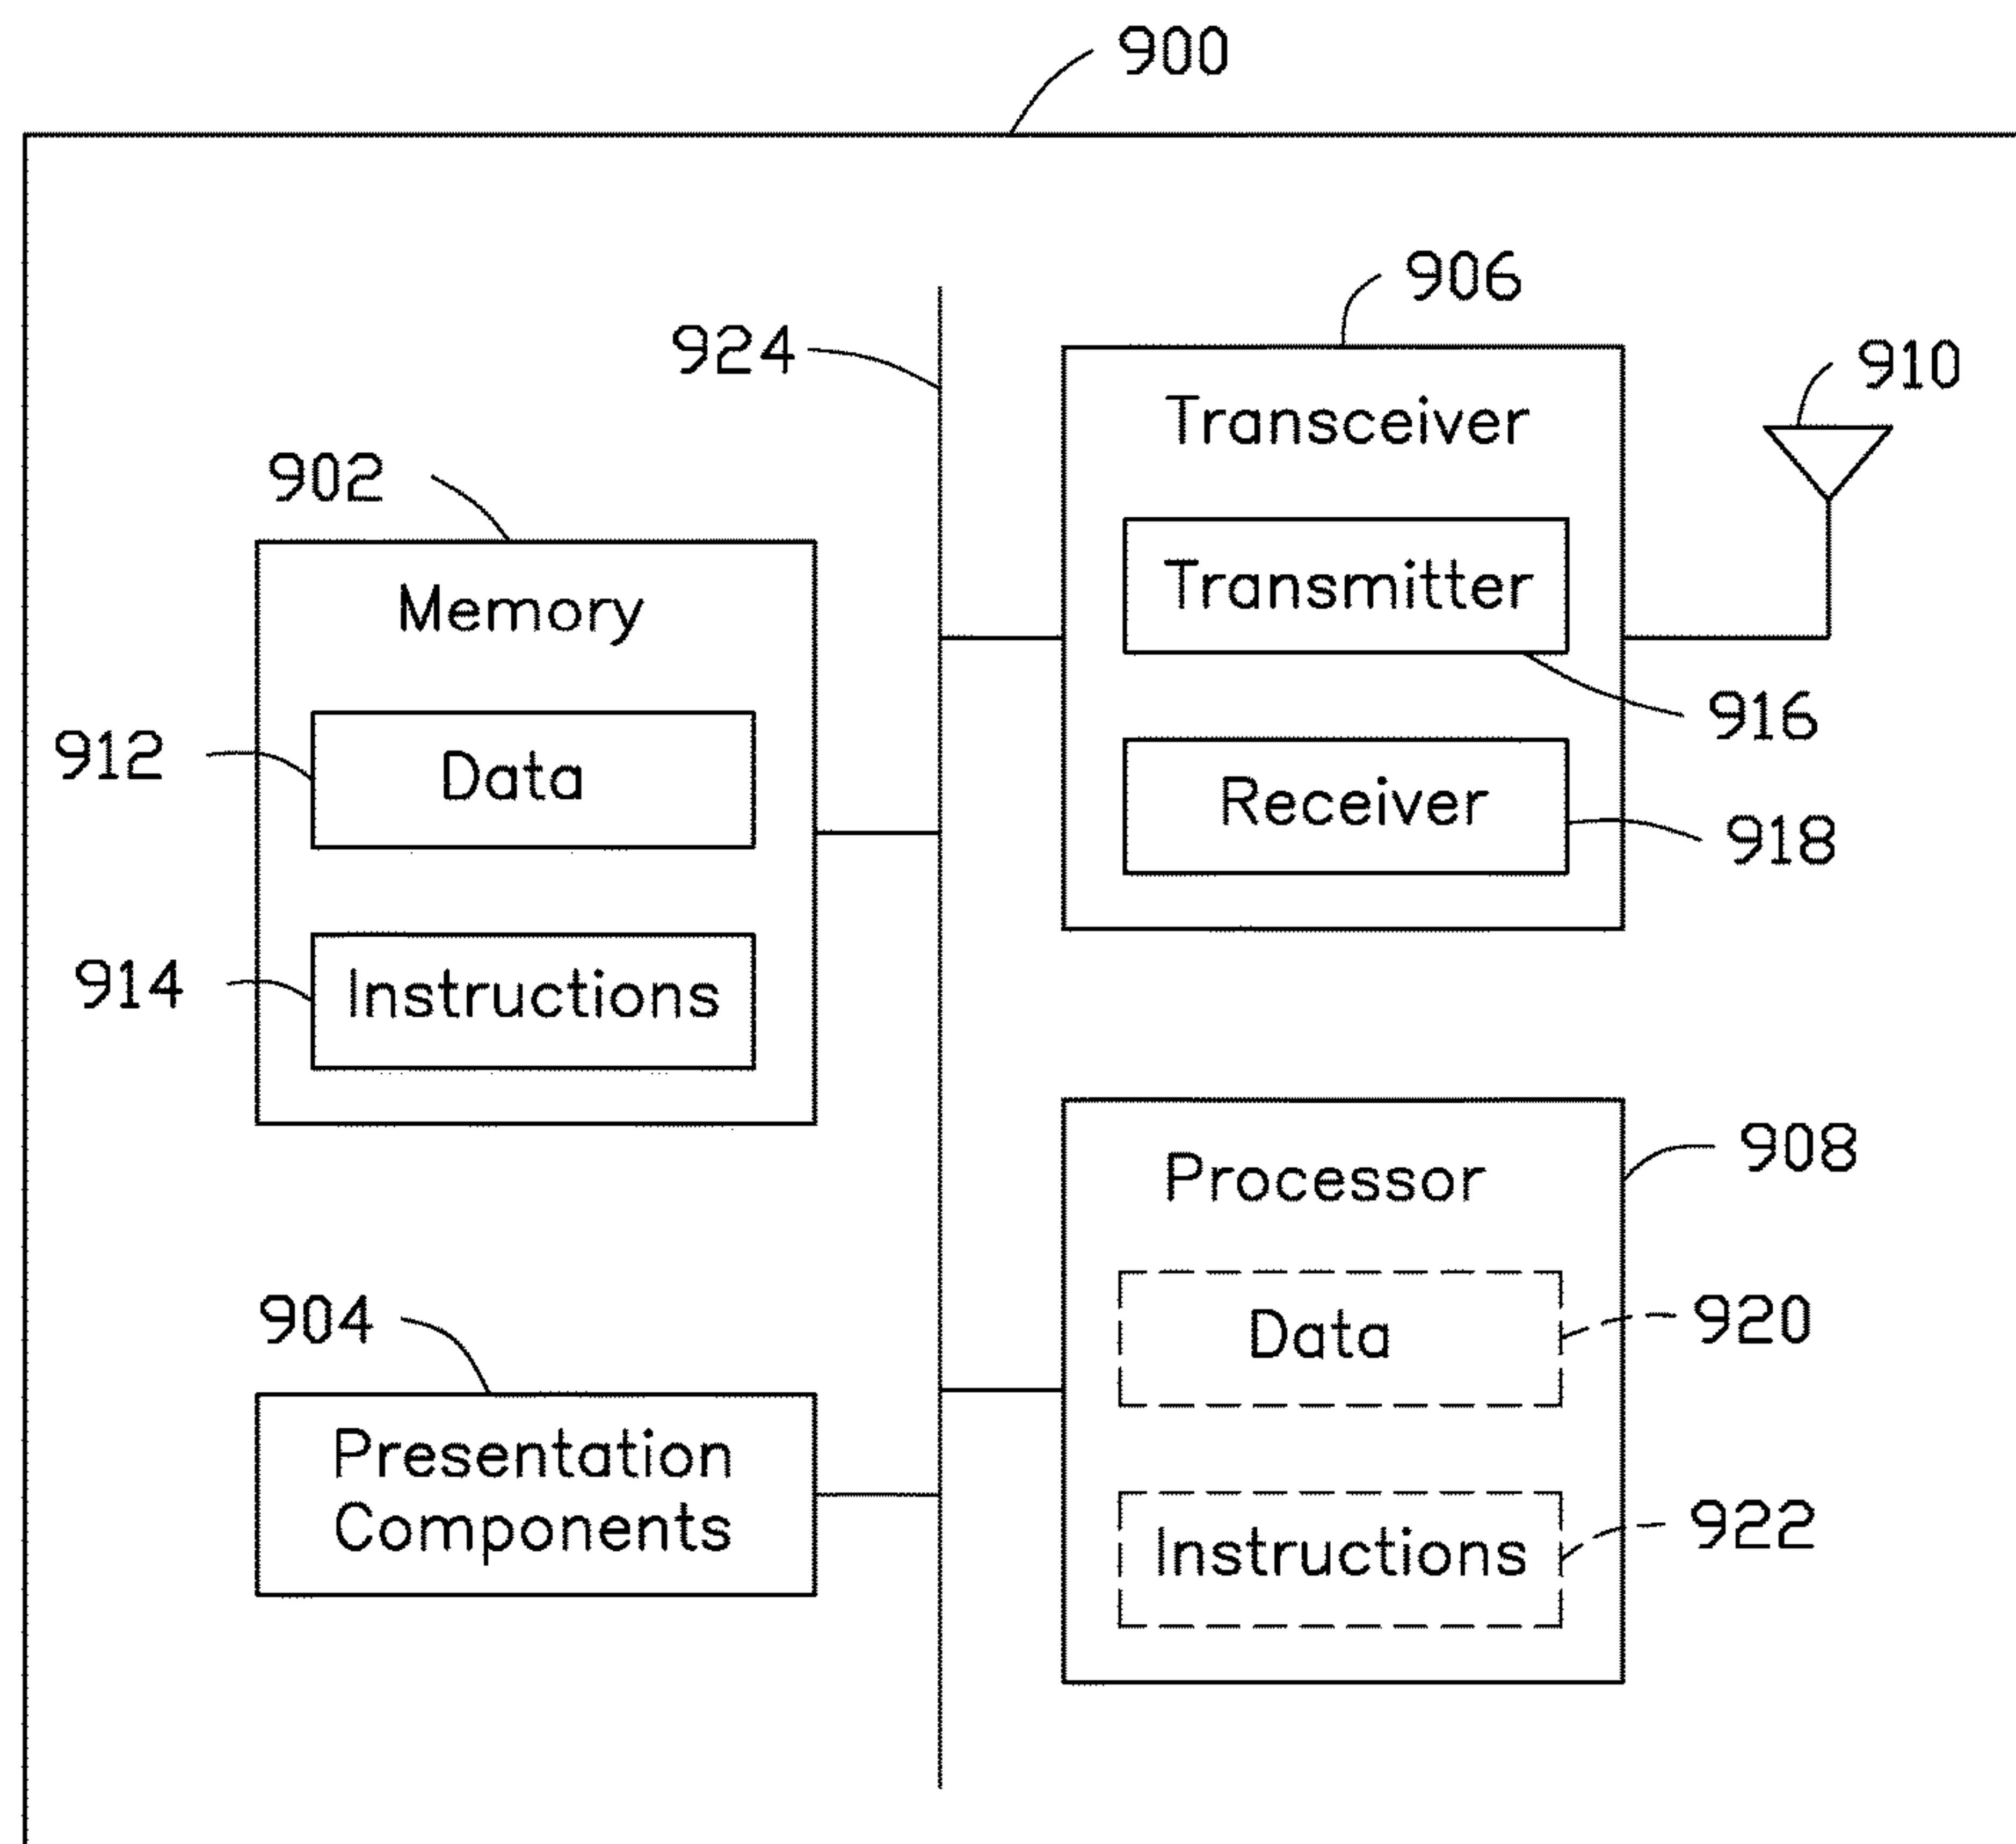 900
906
924
910
Transceiver
902
Transmitter
Memory
916
912
Data
Receiver
918
914
Instructions
908
Processor
904
920
Data
Presentation
Components
922
Instructions